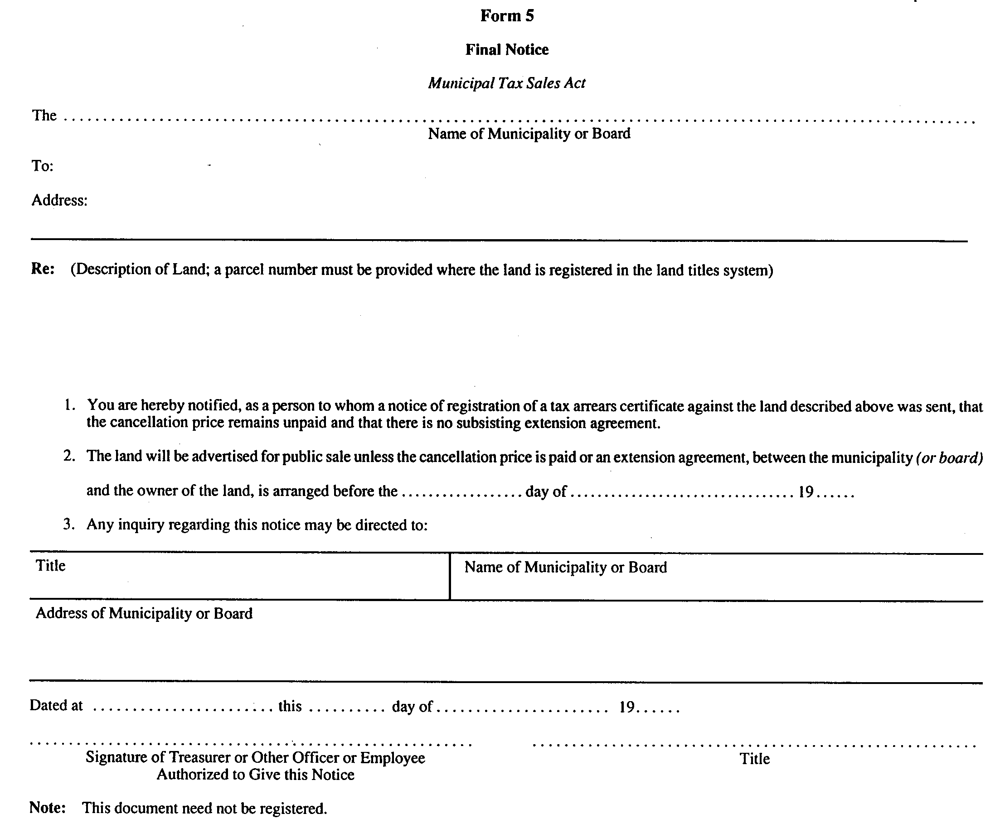 Form 5
Final Notice
Municipal Tax Sales Act
The ........................................................................................................................
Name of Municipality or Board
To:
Address:
Re: (Description of Land; a parcel number must be provided where the land is registered in the land titles system)
1. You are hereby notified, as a person to whom a notice of registration of a tax arrears certificate against the land described above was sent, that
the cancellation price remains unpaid and that there is no subsisting extension agreement.
2. The land will be advertised for public sale unless the cancellation price is paid or an extension agreement, between the municipality (or board)
and the owner of the land, is arranged before the .................. day of ................................. 19......
3. Any inquiry regarding this notice may be directed to:
Title Name of Municipality or Board
Address of Municipality or Board
Dated at ....................... this .......... day of ...................... 19......
......................................................... .........................................................
Signature of Treasurer or Other Officer or Employee Title
Authorized to Give this Notice
Note: This document need not be registered.